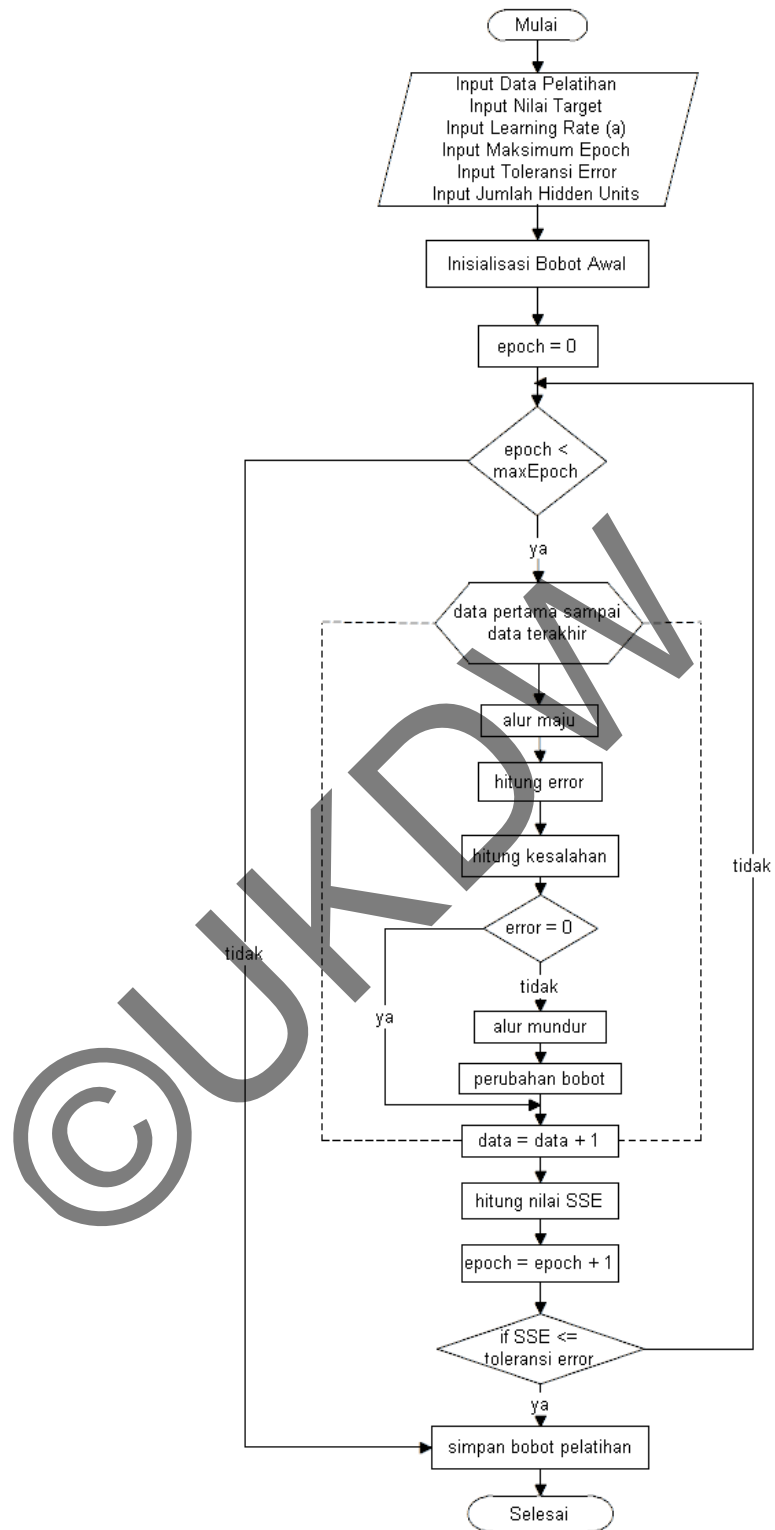 Mulai
Input Data Pelatihan
Input Nilai Target
Input Learning Rate (a)
Input Maksimum Epoch
Input Toleransi Error
Input Jumlah Hidden Units
Inisialisasi Bobot Awal
epoch = 0
epoch <
maxEpoch
ya
data pertama sampai
data terakhir
alur maju
hitung error
hitung kesalahan
tidak
error = 0
tidak
tidak
ya
alur mundur
perubahan bobot
data = data + 1
hitung nilai SSE
epoch = epoch + 1
if SSE <=
toleransi error
ya
simpan bobot pelatihan
Selesai
©UKDW